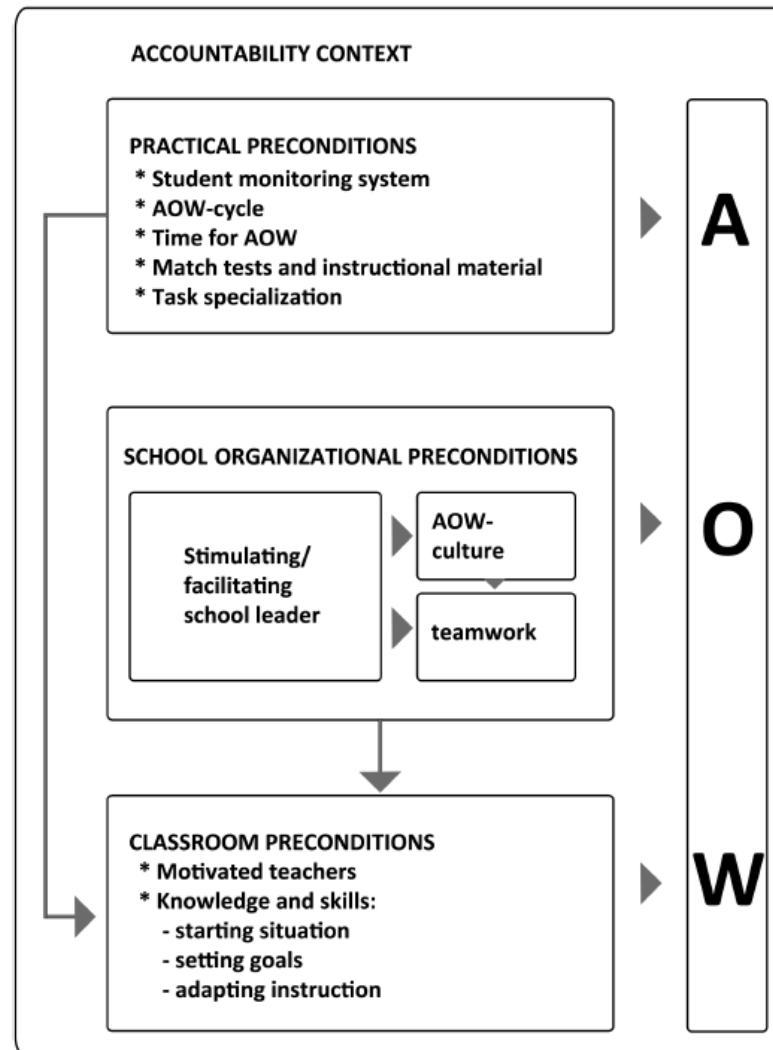 ACCOUNTABILITY CONTEXT
PRACTICAL PRECONDITIONS
* Student monitoring system
* AOW-cycle
* Time for AOW
* Match tests and instructional material
* Task specialization
SCHOOL ORGANIZATIONAL PRECONDITIONS
Stimulating/
facilitating
school leader
AOW-
culture
teamwork
CLASSROOM PRECONDITIONS
* Motivated teachers
* Knowledge and skills:
- starting situation
- setting goals
- adapting instruction
A
O
W